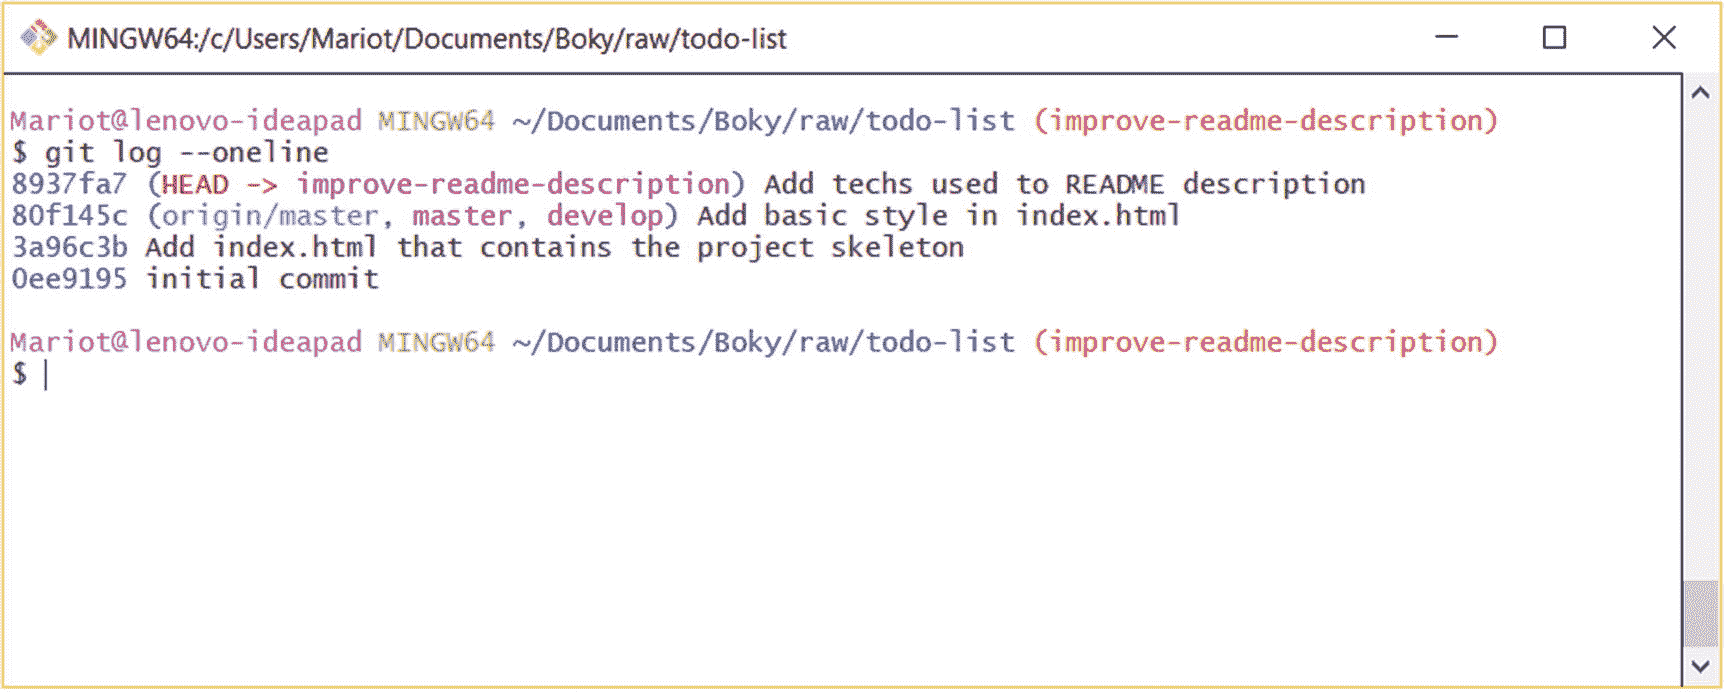 MINGW64:/c/Users/Mariot/Documents/Boky/raw/todo-list
Mariot@lenovo-ideapad MINGW64 ~/Documents/Boky/raw/todo-list (improve-readme-description)
$ git log --oneline
8937fa7 (HEAD -> improve-readme-description) Add techs used to README description
80f145c (origin/master, master, develop) Add basic style in index.html
3a96c3b Add index.html that contains the project skeleton
0ee9195 initial commit
Mariot@lenovo-ideapad MINGW64 ~/Documents/Boky/raw/todo-list (improve-readme-description)
$